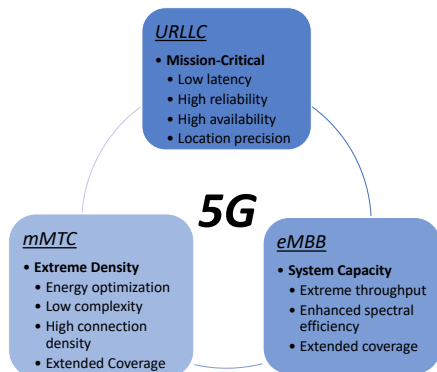 URLLC
• Mission-Critical
• Low latency
• High reliability
• High availability
• Location precision
5G
mMTC
• Extreme Density
• Energy optimization
• Low complexity
• High connection
density
• Extended Coverage
eMBB
• System Capacity
• Extreme throughput
• Enhanced spectral
efficiency
• Extended coverage